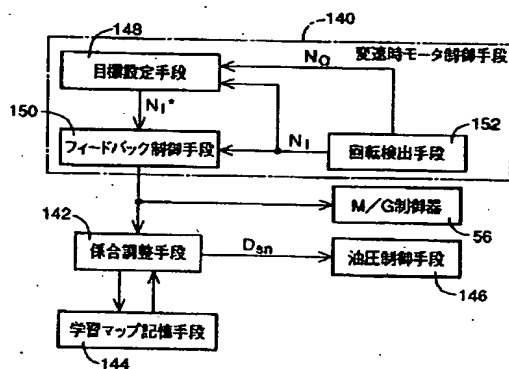 140
148
変速時モータ制御手段
目標設定手段
NO
NI*
150
152
フィードバック制御手段
NI
回転検出手段
142
M/G制御器
56
係合調整手段
Dsn
油圧制御手段
146
学習マップ記憶手段
144